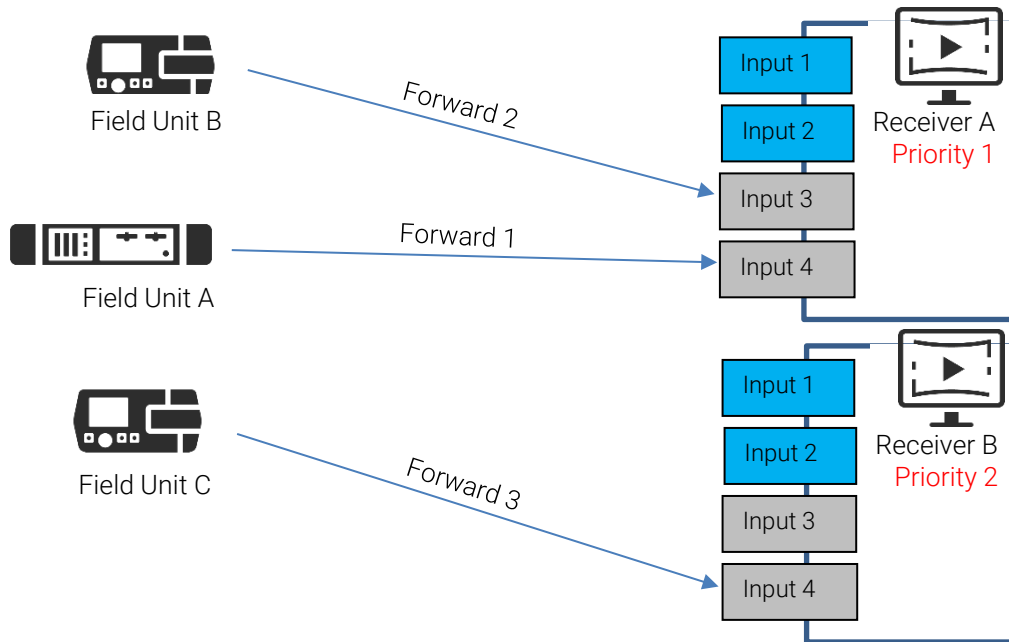 Field Unit B
Forward 2
Input 1
Input 2
Input 3
Input 4
Receiver A
Priority 1
Field Unit A
Forward 1
Field Unit C
Forward 3
Input 1
Input 2
Input 3
Input 4
Receiver B
Priority 2